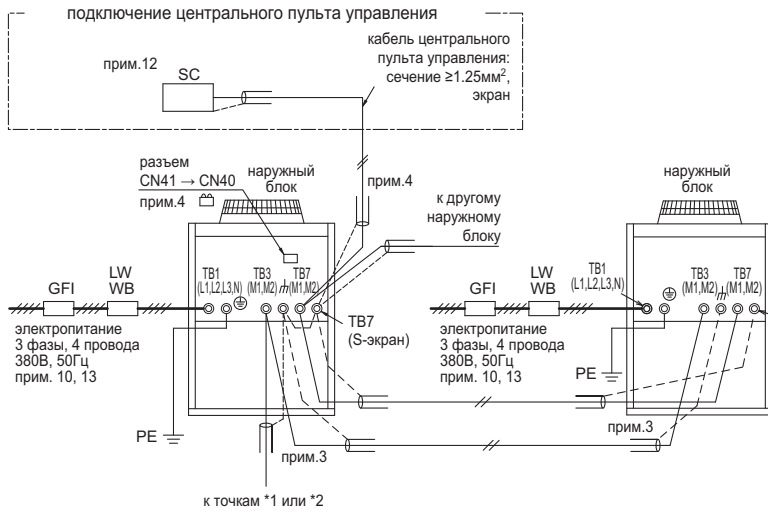 подключение центрального пульта управления
прим.12
SC
кабель центрального
пульта управления:
сечение ≥1.25мм²,
экран
разъем
CN41 → CN40
прим.4
наружный
блок
прим.4
к другому
наружному
блоку
наружный
блок
GFI
LW
WB
TB1
(L1,L2,L3,N)
TB3
(M1,M2)
TB7
(M1,M2)
TB7
(S-экран)
электропитание
3 фазы, 4 провода
380В, 50Гц
прим. 10, 13
PE
GFI
LW
WB
TB1
(L1,L2,L3,N)
TB3
(M1,M2)
TB7
(M1,M2)
электропитание
3 фазы, 4 провода
380В, 50Гц
прим. 10, 13
PE
прим.3
прим.3
к точкам *1 или *2